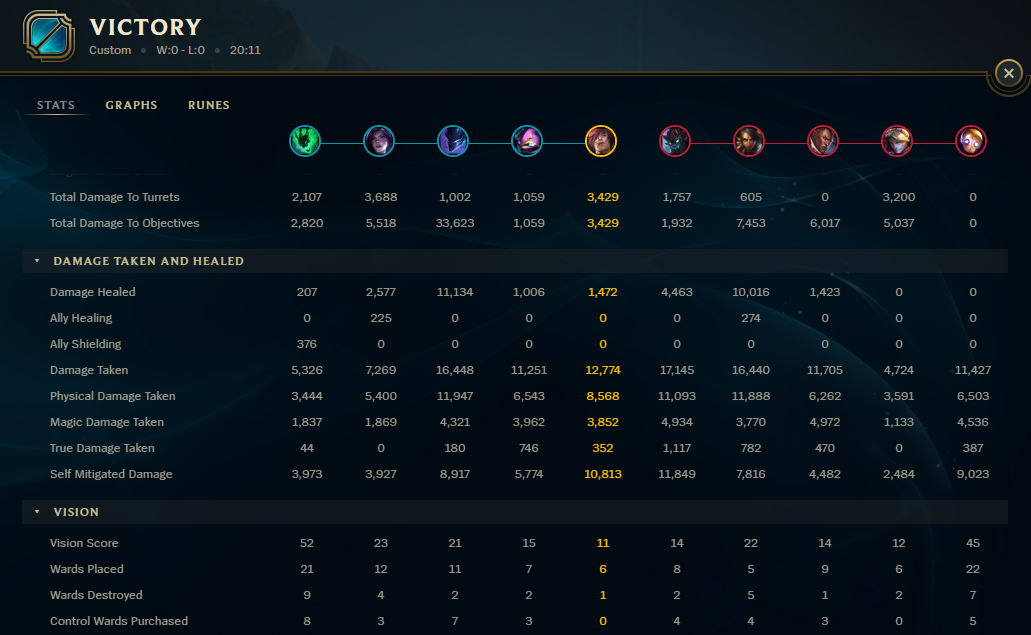 VICTORY
Custom • W:0 - L:0 • 20:11
STATS GRAPHS RUNES
Total Damage To Turrets 2,107 3,688 1,002 1,059 3,429 1,757 605 0 3,200 0
Total Damage To Objectives 2,820 5,518 33,623 1,059 3,429 1,932 7,453 6,017 5,037 0
DAMAGE TAKEN AND HEALED
Damage Healed 207 2,577 11,134 1,006 1,472 4,463 10,016 1,423 0 0
Ally Healing 0 225 0 0 0 0 274 0 0 0
Ally Shielding 376 0 0 0 0 0 0 0 0 0
Damage Taken 5,326 7,269 16,448 11,251 12,774 17,145 16,440 11,705 4,724 11,427
Physical Damage Taken 3,444 5,400 11,947 6,543 8,568 11,093 11,888 6,262 3,591 6,503
Magic Damage Taken 1,837 1,869 4,321 3,962 3,852 4,934 3,770 4,972 1,133 4,536
True Damage Taken 44 0 180 746 352 1,117 782 470 0 387
Self Mitigated Damage 3,973 3,927 8,917 5,774 10,813 11,849 7,816 4,482 2,484 9,023
VISION
Vision Score 52 23 21 15 11 14 22 14 12 45
Wards Placed 21 12 11 7 6 8 5 9 6 22
Wards Destroyed 9 4 2 2 1 2 5 1 2 7
Control Wards Purchased 8 3 7 3 0 4 4 3 0 5